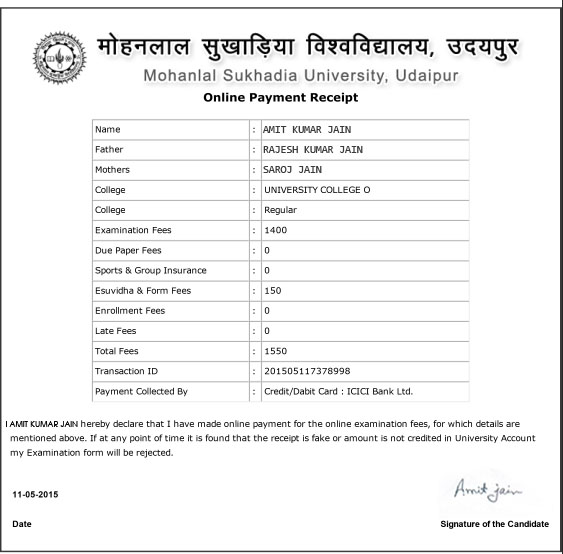 मोहनलाल सुखाड़िया विश्वविद्यालय, उदयपुर
Mohanlal Sukhadia University, Udaipur
Online Payment Receipt
Name : AMIT KUMAR JAIN
Father : RAJESH KUMAR JAIN
Mothers : SAROJ JAIN
College : UNIVERSITY COLLEGE O
College : Regular
Examination Fees : 1400
Due Paper Fees : 0
Sports & Group Insurance : 0
Esuvidha & Form Fees : 150
Enrollment Fees : 0
Late Fees : 0
Total Fees : 1550
Transaction ID : 201505117378998
Payment Collected By : Credit/Dabit Card : ICICI Bank Ltd.
I AMIT KUMAR JAIN hereby declare that I have made online payment for the online examination fees, for which details are
mentioned above. If at any point of time it is found that the receipt is fake or amount is not credited in University Account
my Examination form will be rejected.
Amit jain
11-05-2015
Date Signature of the Candidate